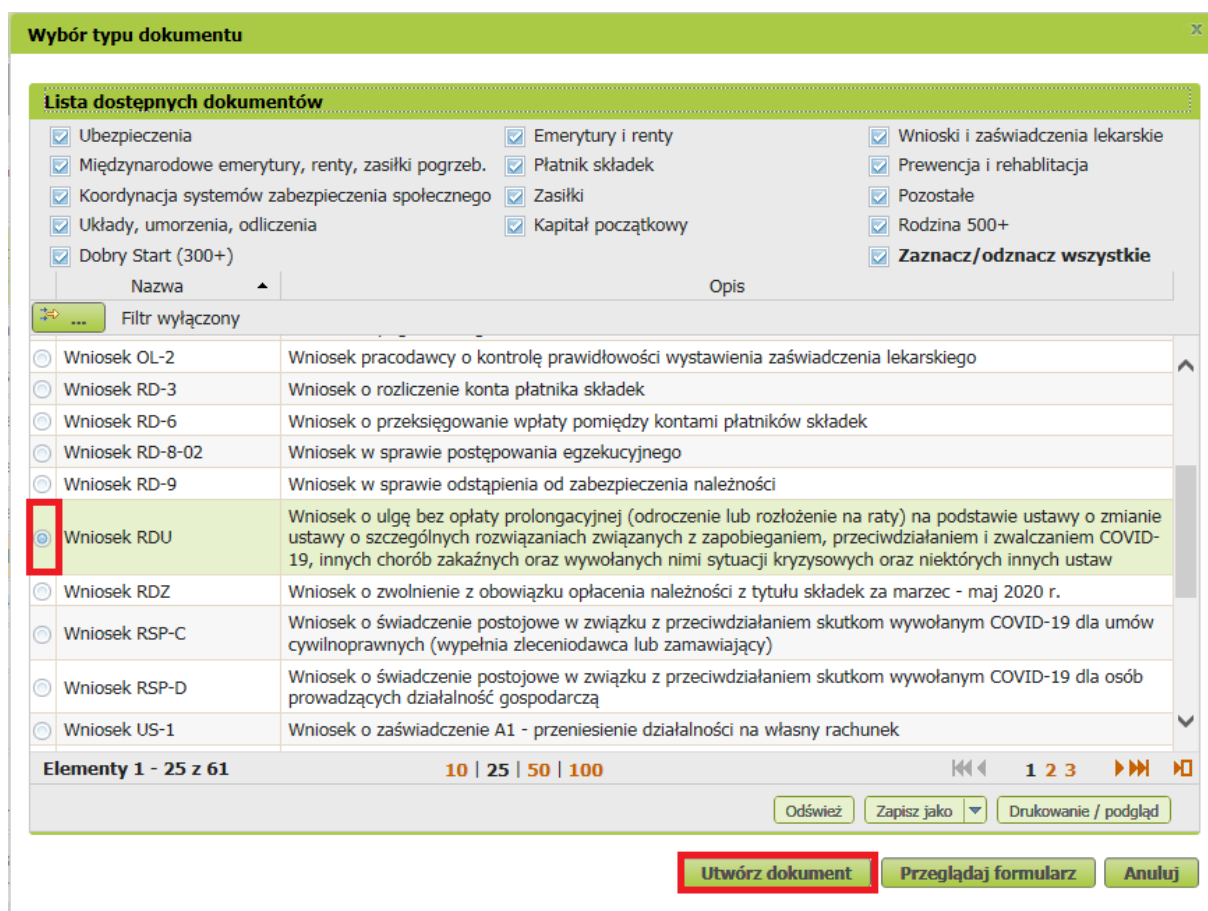 Wybór typu dokumentu
x
Lista dostępnych dokumentów
Ubezpieczenia
Emerytury i renty
Wnioski i zaświadczenia lekarskie
Międzynarodowe emerytury, renty, zasiłki pogrzeb.
Płatnik składek
Prewencja i rehablitacja
Koordynacja systemów zabezpieczenia społecznego
Zasiłki
Pozostałe
Układy, umorzenia, odliczenia
Kapitał początkowy
Rodzina 500+
Dobry Start (300+)
Zaznacz/odznacz wszystkie
Nazwa
Opis
...
Filtr wyłączony
Wniosek OL-2
Wniosek pracodawcy o kontrolę prawidłowości wystawienia zaświadczenia lekarskiego
Wniosek RD-3
Wniosek o rozliczenie konta płatnika składek
Wniosek RD-6
Wniosek o przeksięgowanie wpłaty pomiędzy kontami płatników składek
Wniosek RD-8-02
Wniosek w sprawie postępowania egzekucyjnego
Wniosek RD-9
Wniosek w sprawie odstąpienia od zabezpieczenia należności
Wniosek RDU
Wniosek o ulgę bez opłaty prolongacyjnej (odroczenie lub rozłożenie na raty) na podstawie ustawy o zmianie
ustawy o szczególnych rozwiązaniach związanych z zapobieganiem, przeciwdziałaniem i zwalczaniem COVID-
19, innych chorób zakaźnych oraz wywołanych nimi sytuacji kryzysowych oraz niektórych innych ustaw
Wniosek RDZ
Wniosek o zwolnienie z obowiązku opłacenia należności z tytułu składek za marzec - maj 2020 r.
Wniosek RSP-C
Wniosek o świadczenie postojowe w związku z przeciwdziałaniem skutkom wywołanym COVID-19 dla umów
cywilnoprawnych (wypełnia zleceniodawca lub zamawiający)
Wniosek RSP-D
Wniosek o świadczenie postojowe w związku z przeciwdziałaniem skutkom wywołanym COVID-19 dla osób
prowadzących działalność gospodarczą
Wniosek US-1
Wniosek o zaświadczenie A1 - przeniesienie działalności na własny rachunek
Elementy 1 - 25 z 61
10 | 25 | 50 | 100
1 2 3
Odśwież
Zapisz jako
Drukowanie / podgląd
Utwórz dokument
Przeglądaj formularz
Anuluj